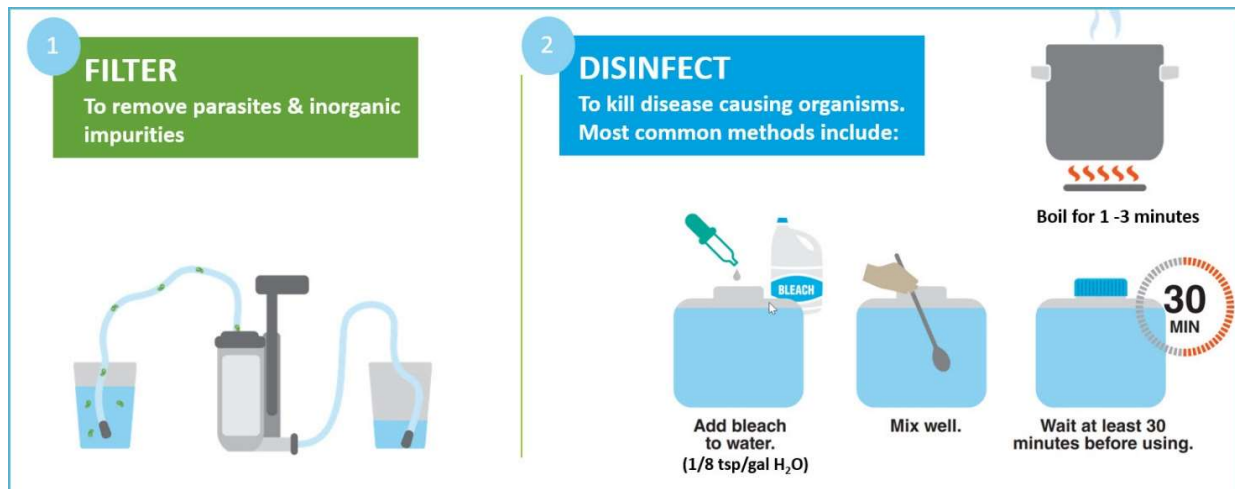 1
FILTER
To remove parasites & inorganic
impurities
2
DISINFECT
To kill disease causing organisms.
Most common methods include:
Boil for 1 -3 minutes
BLEACH
Add bleach
to water.
(1/8 tsp/gal H₂O)
Mix well.
30
MIN
Wait at least 30
minutes before using.